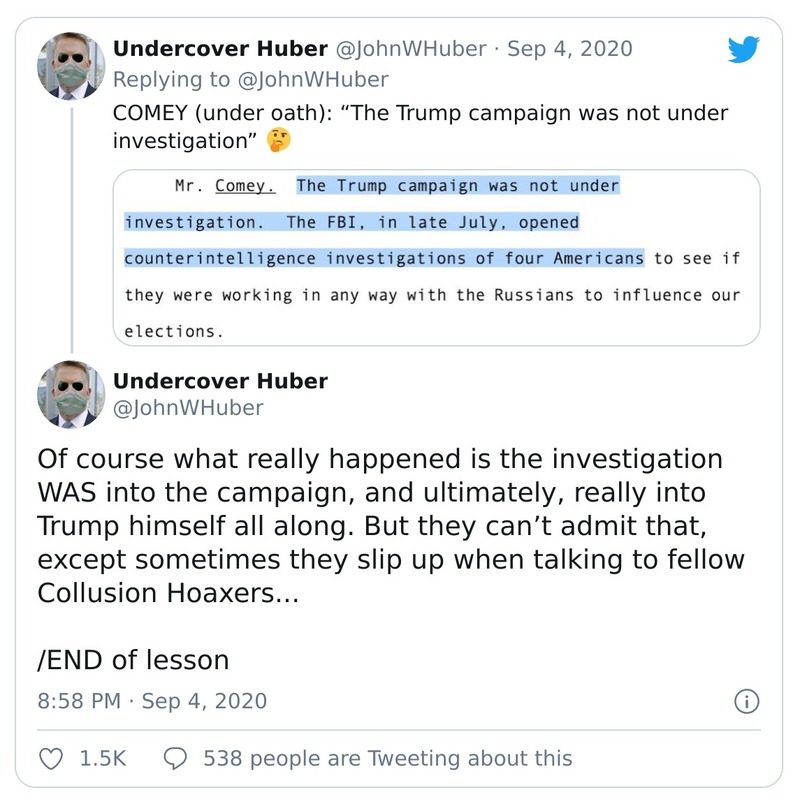 Undercover Huber @JohnWHuber · Sep 4, 2020
Replying to @JohnWHuber
COMEY (under oath): “The Trump campaign was not under
investigation” 🤔
Mr. Comey. The Trump campaign was not under
investigation. The FBI, in late July, opened
counterintelligence investigations of four Americans to see if
they were working in any way with the Russians to influence our
elections.
Undercover Huber
@JohnWHuber
Of course what really happened is the investigation
WAS into the campaign, and ultimately, really into
Trump himself all along. But they can’t admit that,
except sometimes they slip up when talking to fellow
Collusion Hoaxers...
/END of lesson
8:58 PM · Sep 4, 2020
1.5K 538 people are Tweeting about this